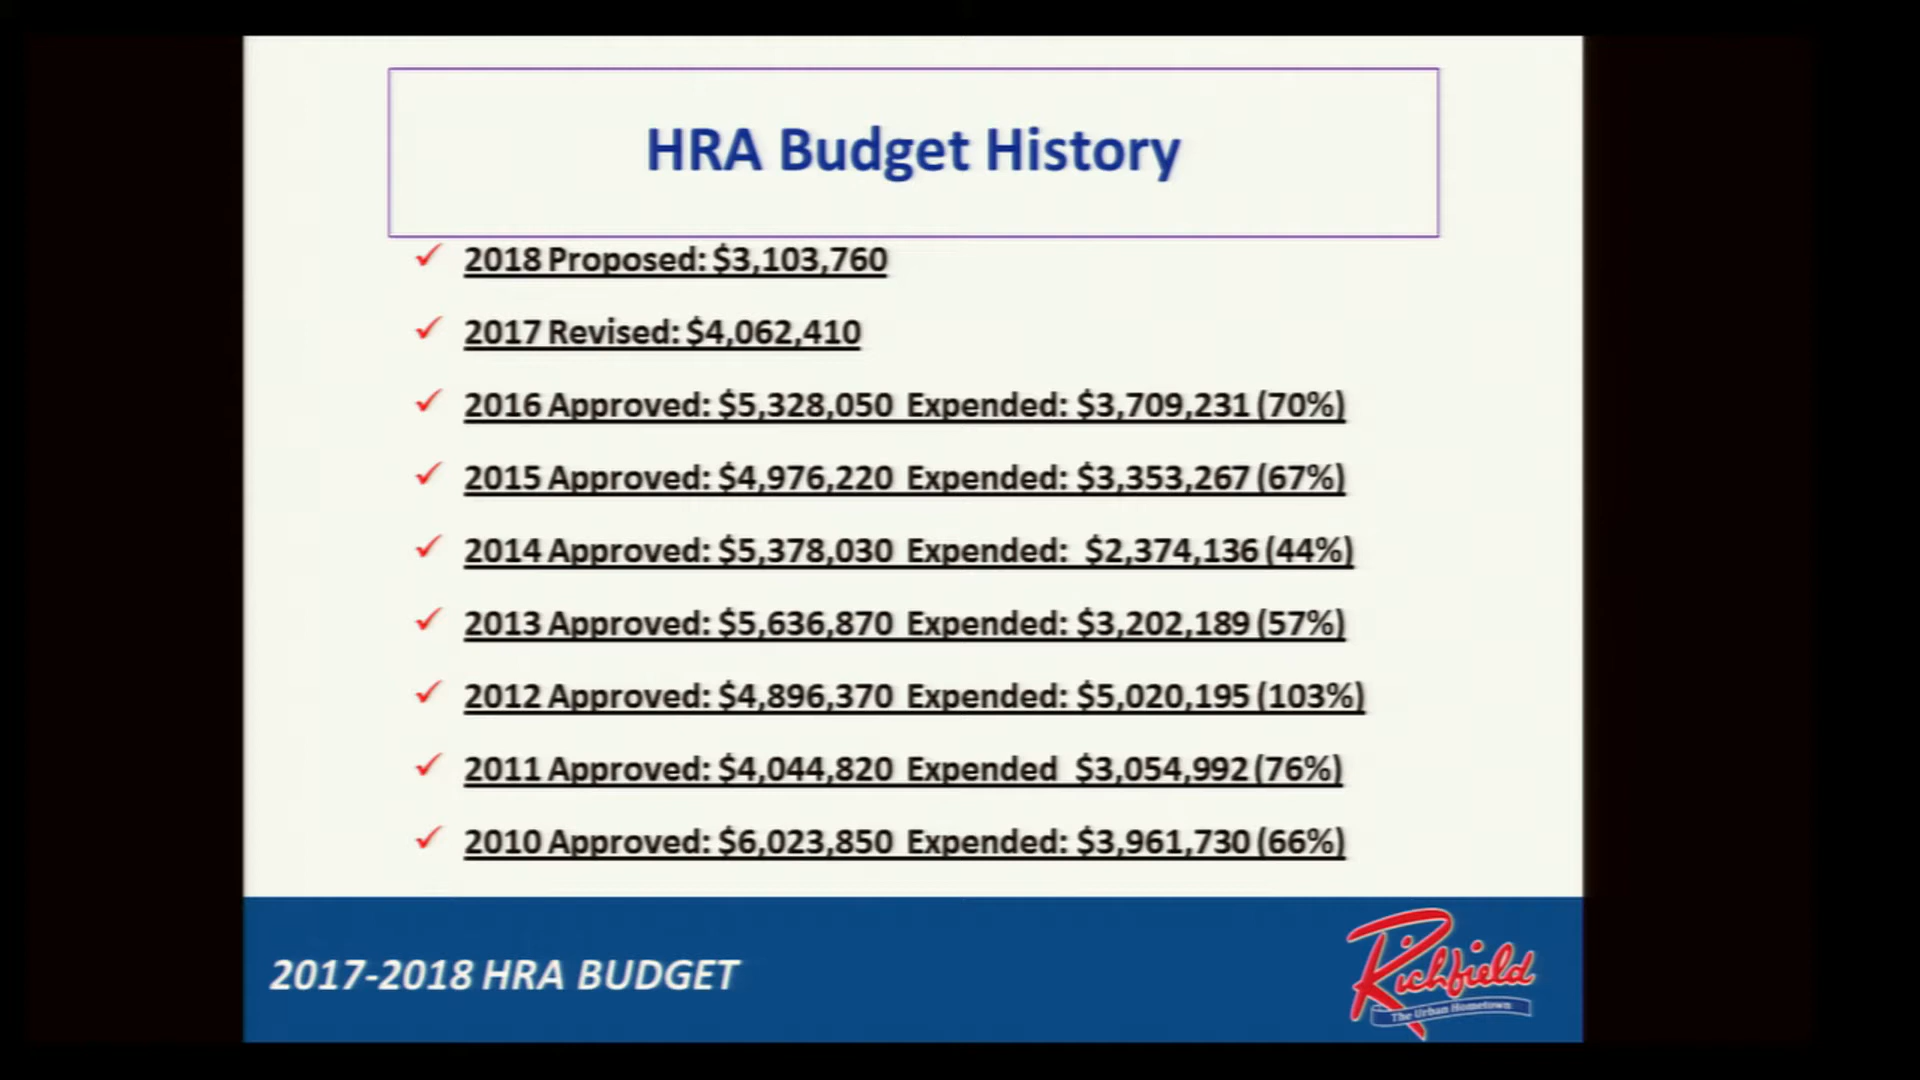 HRA Budget History
2018 Proposed: $3,103,760
2017 Revised: $4,062,410
2016 Approved: $5,328,050 Expended: $3,709,231 (70%)
2015 Approved: $4,976,220 Expended: $3,353,267 (67%)
2014 Approved: $5,378,030 Expended: $2,374,136 (44%)
2013 Approved: $5,636,870 Expended: $3,202,189 (57%)
2012 Approved: $4,896,370 Expended: $5,020,195 (103%)
2011 Approved: $4,044,820 Expended $3,054,992 (76%)
2010 Approved: $6,023,850 Expended: $3,961,730 (66%)
2017-2018 HRA BUDGET
Richfield
The Urban Hometown